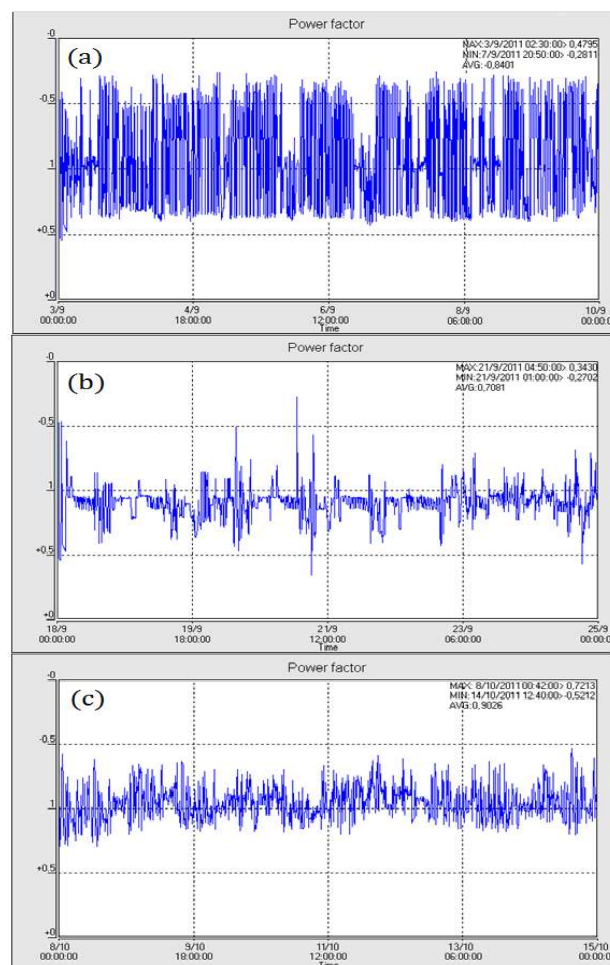 Power factor
(a)
MAX:3/9/2011 02:30:00> 0,4795
MIN:7/9/2011 20:50:00> -0,2811
AVG:-0,8401
-0
-0.5
1
+0.5
+0
3/9 4/9 6/9 8/9 10/9
00:00:00 18:00:00 12:00:00 06:00:00 00:00:
Time
Power factor
(b)
MAX:21/9/2011 04:50:00> 0,3430
MIN:21/9/2011 01:00:00> -0,2702
AVG:0,7081
-0
-0.5
1
+0.5
+0
18/9 19/9 21/9 23/9 25/9
00:00:00 18:00:00 12:00:00 06:00:00 00:00:
Time
Power factor
(c)
MAX: 8/10/2011 00:42:00> 0,7213
MIN: 14/10/2011 12:40:00> -0,5212
AVG:0,9026
-0
-0.5
1
+0.5
+0
8/10 9/10 11/10 13/10 15/10
00:00:00 18:00:00 12:00:00 06:00:00 00:00:0
Time